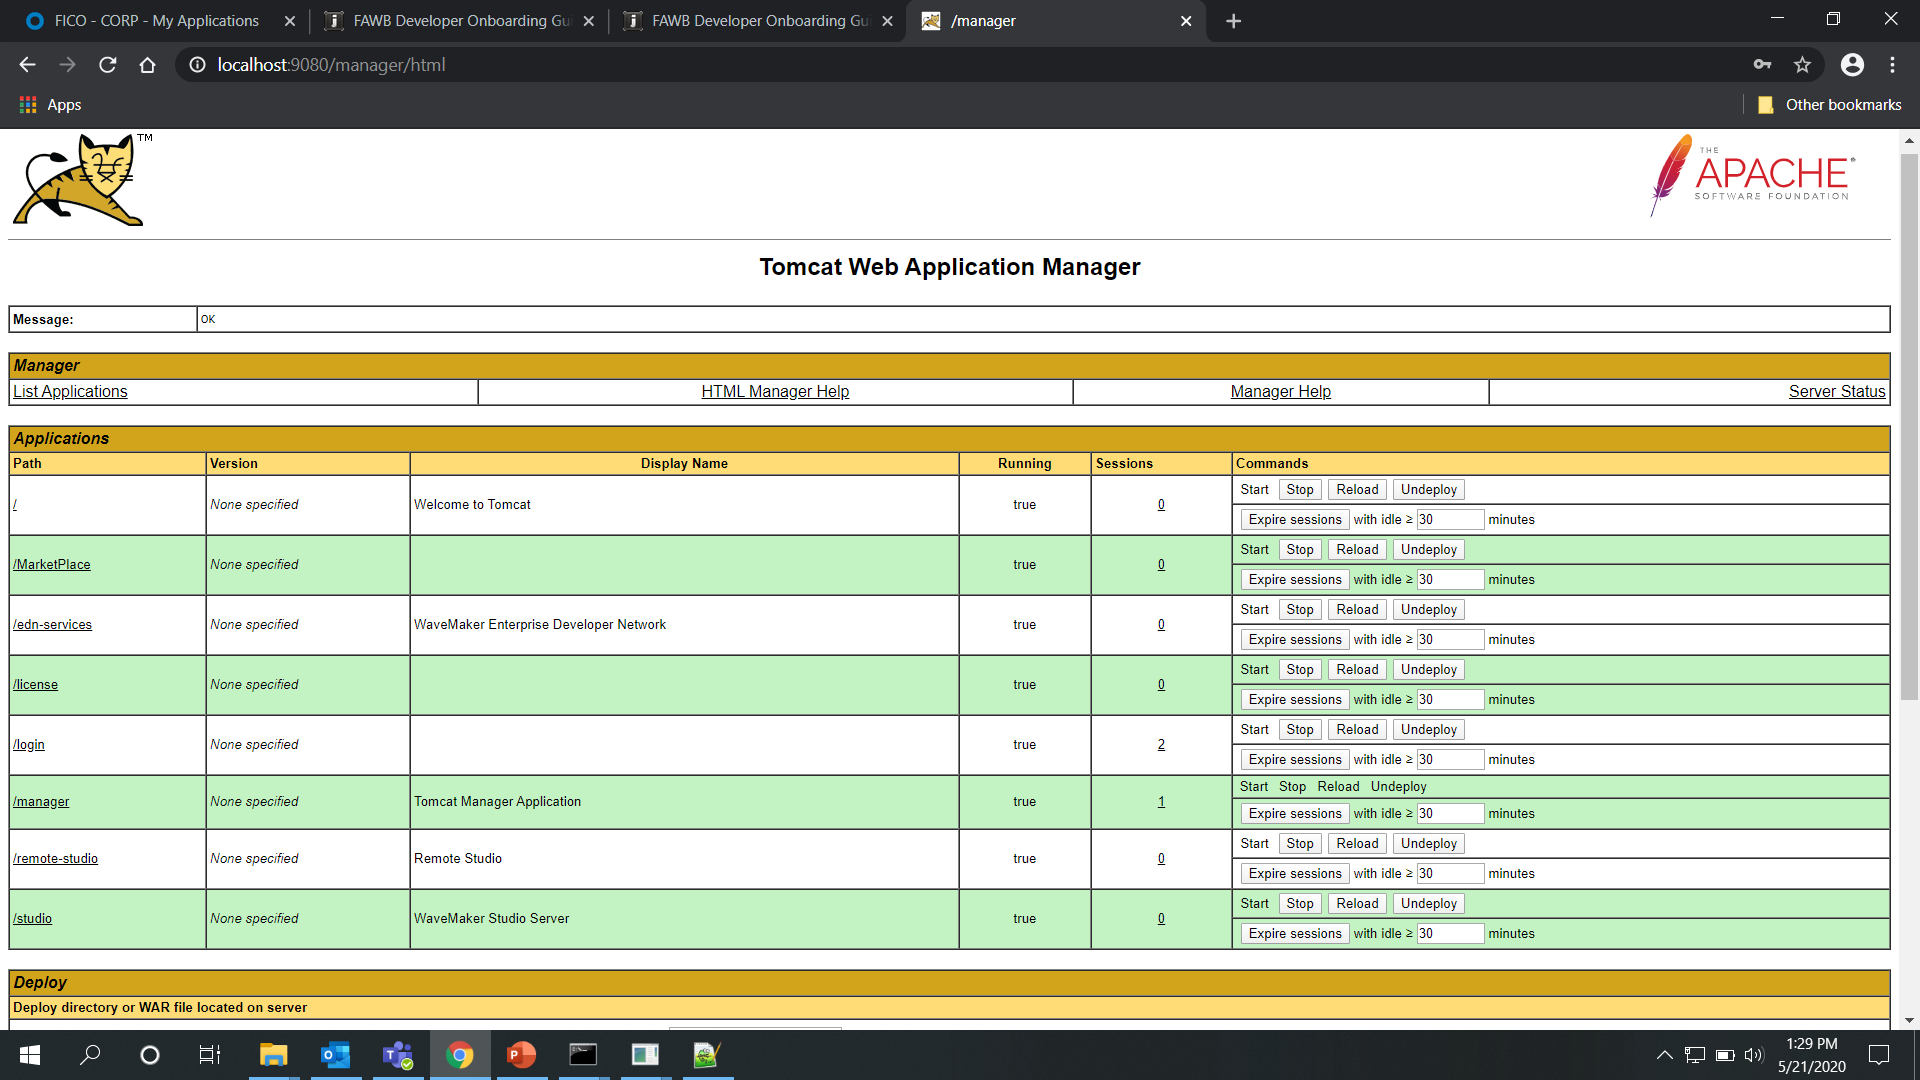 FICO - CORP - My Applications
FAWB Developer Onboarding Gu
FAWB Developer Onboarding Gu
/manager
localhost:9080/manager/html
Apps
Other bookmarks
TM
THE
APACHE®
SOFTWARE FOUNDATION
Tomcat Web Application Manager
Message: OK
Manager
List Applications HTML Manager Help Manager Help Server Status
Applications
Path Version Display Name Running Sessions Commands
/ None specified Welcome to Tomcat true 0 Start Stop Reload Undeploy
Expire sessions with idle ≥ 30 minutes
/MarketPlace None specified true 0 Start Stop Reload Undeploy
Expire sessions with idle ≥ 30 minutes
/edn-services None specified WaveMaker Enterprise Developer Network true 0 Start Stop Reload Undeploy
Expire sessions with idle ≥ 30 minutes
/license None specified true 0 Start Stop Reload Undeploy
Expire sessions with idle ≥ 30 minutes
/login None specified true 2 Start Stop Reload Undeploy
Expire sessions with idle ≥ 30 minutes
/manager None specified Tomcat Manager Application true 1 Start Stop Reload Undeploy
Expire sessions with idle ≥ 30 minutes
/remote-studio None specified Remote Studio true 0 Start Stop Reload Undeploy
Expire sessions with idle ≥ 30 minutes
/studio None specified WaveMaker Studio Server true 0 Start Stop Reload Undeploy
Expire sessions with idle ≥ 30 minutes
Deploy
Deploy directory or WAR file located on server
1:29 PM
5/21/2020